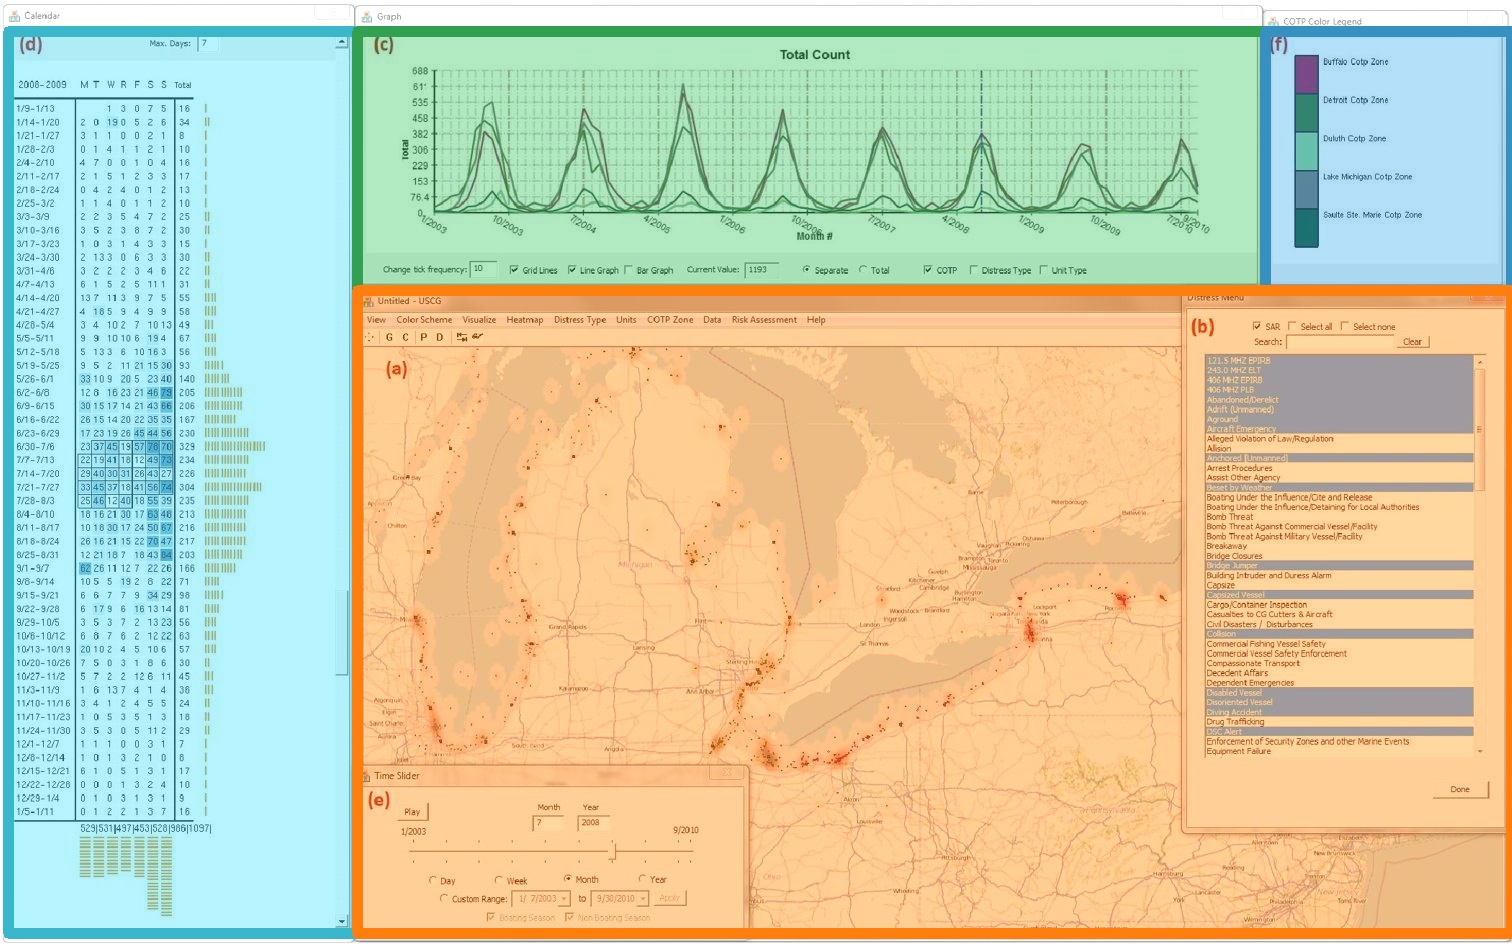 Calendar
(d)
Max. Days: 7
2008-2009 M T W R F S S Total
1/9-1/13 1 3 0 7 5 16
1/14-1/20 2 0 19 0 5 2 6 34
1/21-1/27 3 1 1 0 0 2 1 8
1/28-2/3 0 1 4 1 1 2 1 10
2/4-2/10 4 7 0 0 1 0 4 16
2/11-2/17 2 1 5 1 2 3 3 17
2/18-2/24 0 4 2 4 0 1 2 13
2/25-3/2 1 1 4 0 1 1 2 10
3/3-3/9 2 2 3 5 4 7 2 25
3/10-3/16 3 5 2 3 8 7 2 30
3/17-3/23 1 0 3 1 4 3 3 15
3/24-3/30 2 13 3 0 6 3 3 30
3/31-4/6 3 2 2 2 3 4 6 22
4/7-4/13 6 1 5 2 5 11 1 31
4/14-4/20 13 7 11 3 9 7 5 55
4/21-4/27 4 18 5 9 4 9 9 58
4/28-5/4 3 4 10 2 7 10 13 49
5/5-5/11 9 9 10 10 6 19 4 67
5/12-5/18 5 13 3 6 10 16 3 56
5/19-5/25 9 5 2 11 21 15 30 93
5/26-6/1 33 10 9 20 5 23 40 140
6/2-6/8 12 8 16 23 21 46 79 205
6/9-6/15 30 15 17 14 21 43 66 206
6/16-6/22 26 15 14 20 22 35 35 167
6/23-6/29 17 23 19 26 45 44 56 230
6/30-7/6 23 37 45 19 57 78 70 329
7/7-7/13 22 19 41 18 12 49 73 234
7/14-7/20 29 40 30 31 26 43 27 226
7/21-7/27 33 45 37 18 41 56 74 304
7/28-8/3 25 46 12 40 18 55 39 235
8/4-8/10 18 16 21 30 17 63 48 213
8/11-8/17 10 18 30 17 24 50 67 216
8/18-8/24 26 16 21 15 22 70 47 217
8/25-8/31 12 21 18 7 18 43 84 203
9/1-9/7 62 26 11 12 7 22 26 166
9/8-9/14 10 5 5 19 2 8 22 71
9/15-9/21 6 6 7 7 9 34 29 98
9/22-9/28 6 17 9 6 16 13 14 81
9/29-10/5 3 5 3 7 2 13 23 56
10/6-10/12 6 8 7 6 2 12 22 63
10/13-10/19 20 10 2 4 5 10 6 57
10/20-10/26 7 5 0 3 1 8 6 30
10/27-11/2 5 7 2 2 12 6 11 45
11/3-11/9 1 6 13 7 4 1 4 36
11/10-11/16 3 4 1 2 4 5 5 24
11/17-11/23 1 0 5 3 5 1 3 18
11/24-11/30 3 5 3 0 5 11 2 29
12/1-12/7 1 1 1 0 0 3 1 7
12/8-12/14 1 0 1 3 2 1 0 8
12/15-12/21 6 1 0 5 1 3 1 17
12/22-12/28 0 0 1 3 2 4 10
12/29-1/4 0 1 0 3 1 3 1 9
1/5-1/11 0 1 2 2 1 3 7 16
529|531|497|453|528|986|1097|
Graph
(c)
Total Count
Total
688
61
535
458
382
306
229
153
76.4
0
1/2003
10/2003
7/2004
4/2005
1/2006
10/2006
7/2007
4/2008
1/2009
10/2009
7/2010
9/2010
Month #
Change tick frequency: 10 Grid Lines Line Graph Bar Graph Current Value: 1193 Separate Total COTP Distress Type Unit Type
COTP Color Legend
(f)
Buffalo Cotp Zone
Detroit Cotp Zone
Duluth Cotp Zone
Lake Michigan Cotp Zone
Saulte Ste. Marie Cotp Zone
Untitled - USCG
View Color Scheme Visualize Heatmap Distress Type Units COTP Zone Data Risk Assessment Help
G C P D
(a)
Green Bay
Michigan
Grand Rapids
Lansing
Flint
Kalamazoo
Ann Arbor
Sterling
South Bend
Angola
Aurora
Elgin
Barrie
Peterborough
Belleville
Oshawa
Vaughan Pickering
Brampton Toronto
Mississauga
Guelph
Kitchener
Cambridge
Burlington
Hamilton
Stratford
Woodstock Brantford
London
Ingersoll
St Thomas
Lockport
Akron
Louisville
Pittsburgh
Wheeling
Ohio
Pennsylvania
Harrisburg
Lancaster
York
Reading
Allentown
Trenton
Philadelphia
Wilmington
New Brunswick
New Jersey
Toms River
Distress Menu
(b)
SAR Select all Select none
Search: Clear
121.5 MHZ EPIRB
243.0 MHZ ELT
406 MHZ EPIRB
406 MHZ PLB
Abandoned/Derelict
Adrift (Unmanned)
Aground
Aircraft Emergency
Alleged Violation of Law/Regulation
Allision
Anchored (Unmanned)
Arrest Procedures
Assist Other Agency
Beset by Weather
Boating Under the Influence/Cite and Release
Boating Under the Influence/Detaining for Local Authorities
Bomb Threat
Bomb Threat Against Commercial Vessel/Facility
Bomb Threat Against Military Vessel/Facility
Breakaway
Bridge Closures
Bridge Jumper
Building Intruder and Duress Alarm
Capsize
Capsized Vessel
Cargo/Container Inspection
Casualties to CG Cutters & Aircraft
Civil Disasters / Disturbances
Collision
Commercial Fishing Vessel Safety
Commercial Vessel Safety Enforcement
Compassionate Transport
Decedent Affairs
Dependent Emergencies
Disabled Vessel
Disoriented Vessel
Diving Accident
Drug Trafficking
DSC Alert
Enforcement of Security Zones and other Marine Events
Equipment Failure
Done
Time Slider
(e)
Play
Month Year
7 2008
1/2003
9/2010
Day Week Month Year
Custom Range: 1/ 7/2003 to 9/30/2010 Apply
Boating Season Non Boating Season